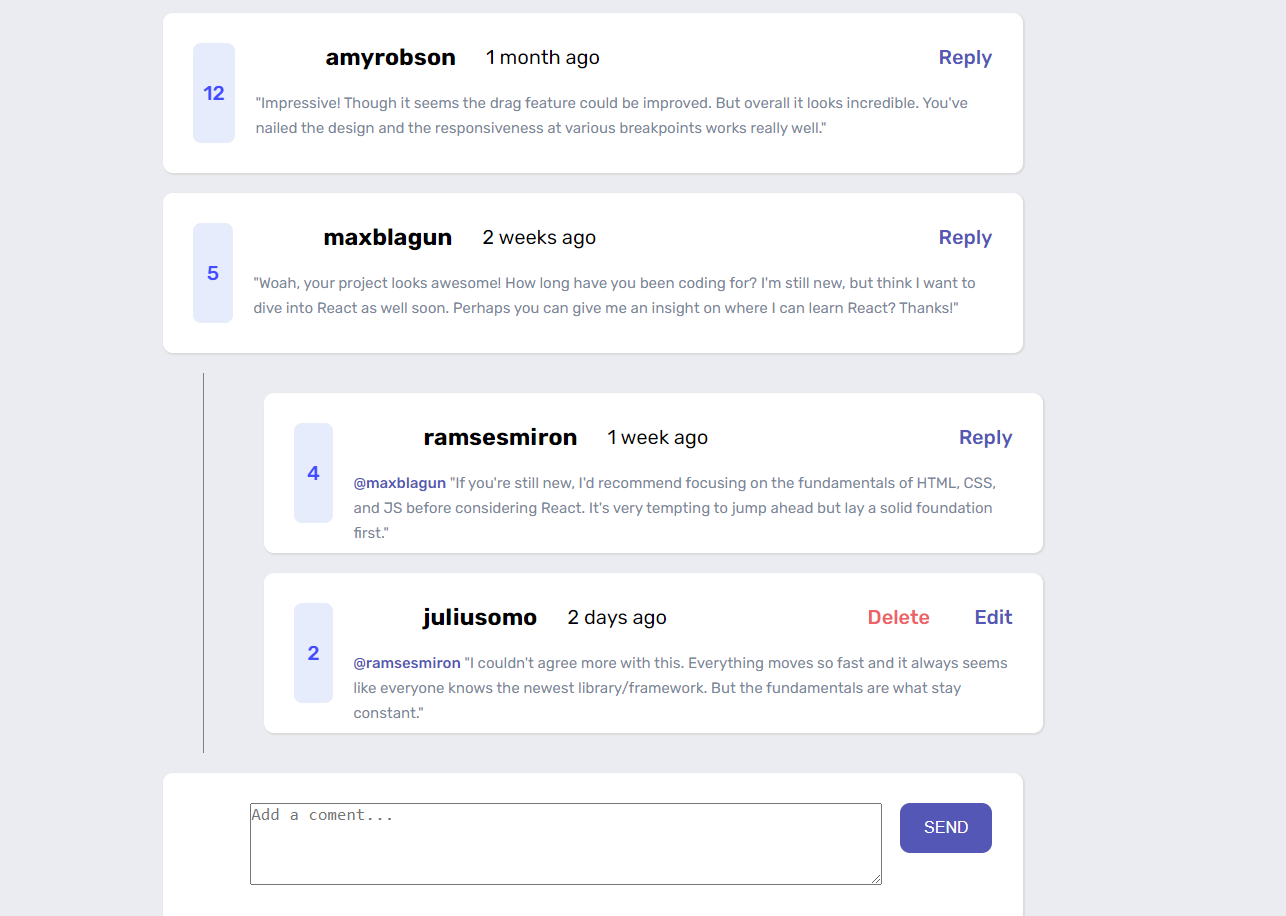 amyrobson 1 month ago Reply
12
"Impressive! Though it seems the drag feature could be improved. But overall it looks incredible. You've
nailed the design and the responsiveness at various breakpoints works really well."
maxblagun 2 weeks ago Reply
5
"Woah, your project looks awesome! How long have you been coding for? I'm still new, but think I want to
dive into React as well soon. Perhaps you can give me an insight on where I can learn React? Thanks!"
ramsesmiron 1 week ago Reply
4
@maxblagun "If you're still new, I'd recommend focusing on the fundamentals of HTML, CSS,
and JS before considering React. It's very tempting to jump ahead but lay a solid foundation
first."
juliusomo 2 days ago Delete Edit
2
@ramsesmiron "I couldn't agree more with this. Everything moves so fast and it always seems
like everyone knows the newest library/framework. But the fundamentals are what stay
constant."
Add a coment...
SEND